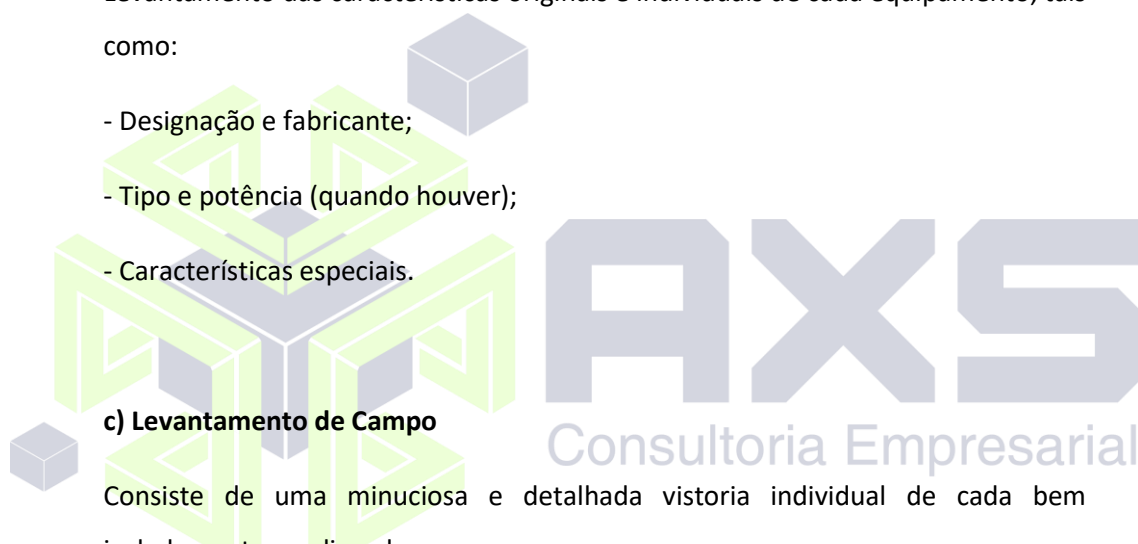 como:
- Designação e fabricante;
- Tipo e potência (quando houver);
- Características especiais.
AXS
c) Levantamento de Campo
Consultoria Empresarial
Consiste de uma minuciosa e detalhada vistoria individual de cada bem